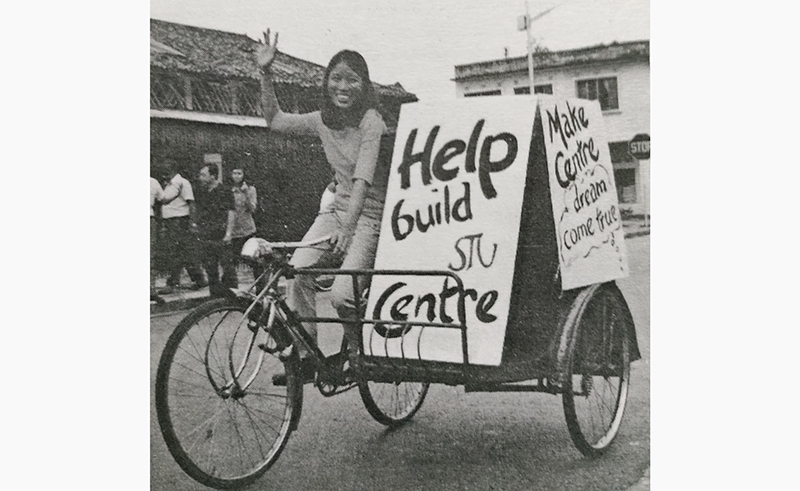 Help
build
STU
Centre
Make
Centre
dream
come true
STOP